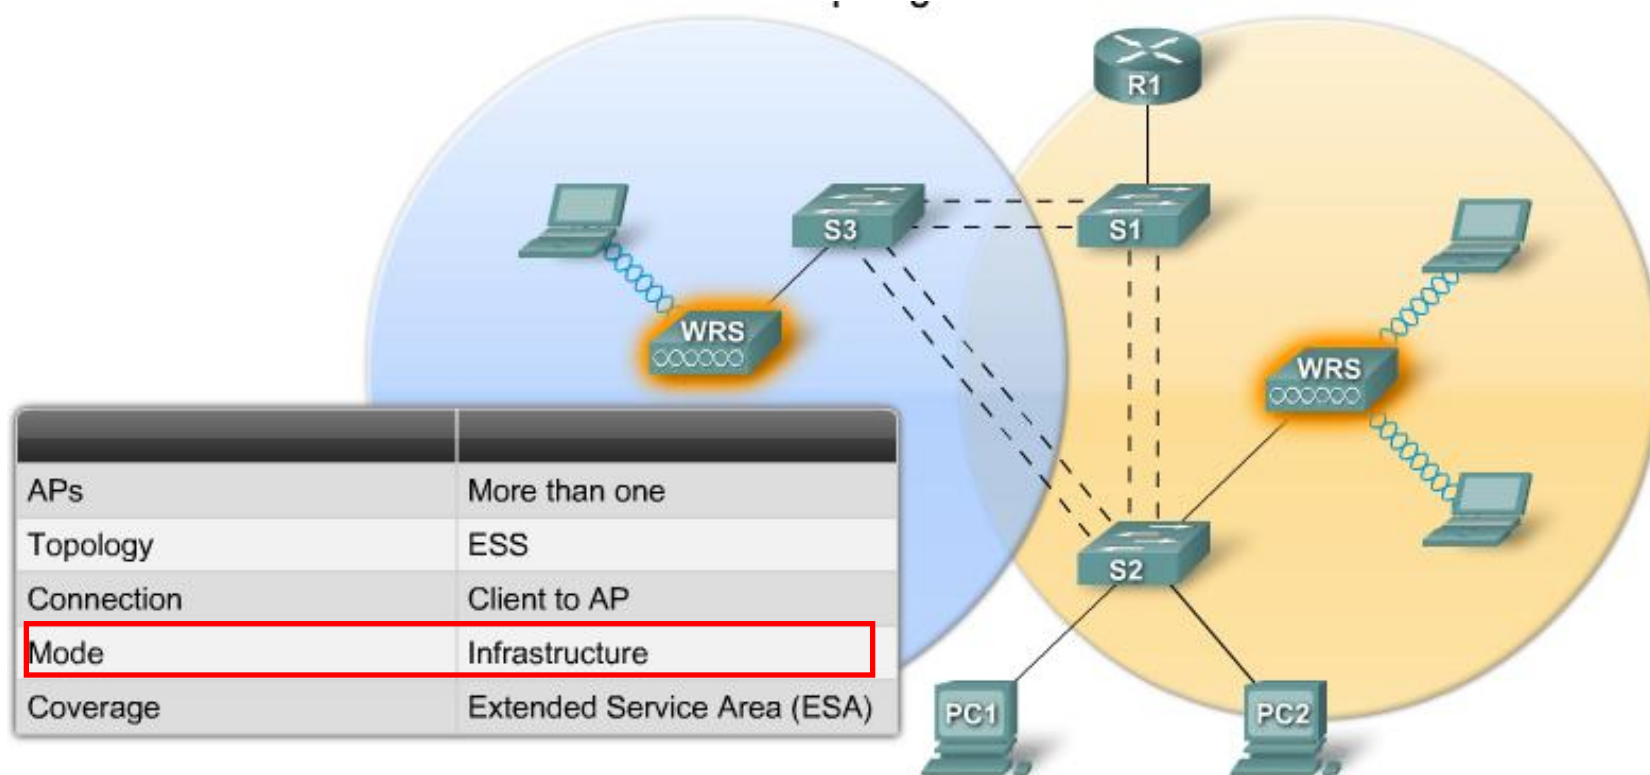 R1
S3
S1
WRS
WRS
S2
PC1
PC2
APs More than one
Topology ESS
Connection Client to AP
Mode Infrastructure
Coverage Extended Service Area (ESA)